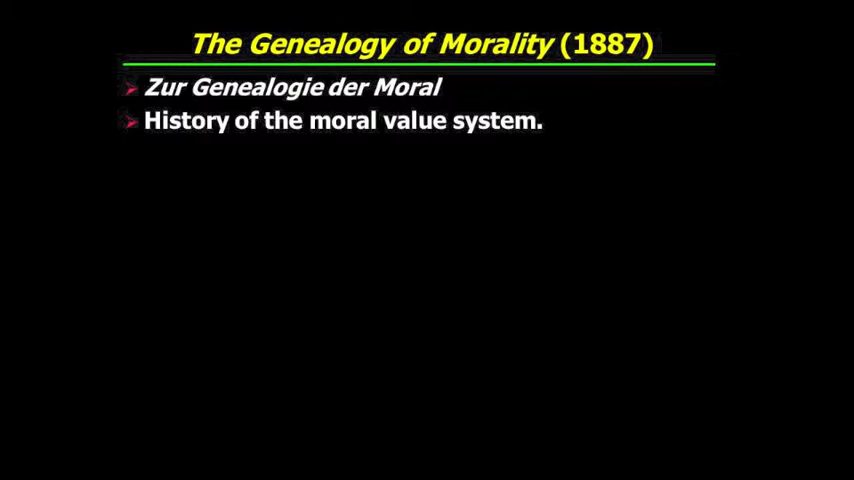 The Genealogy of Morality (1887)
Zur Genealogie der Moral
History of the moral value system.